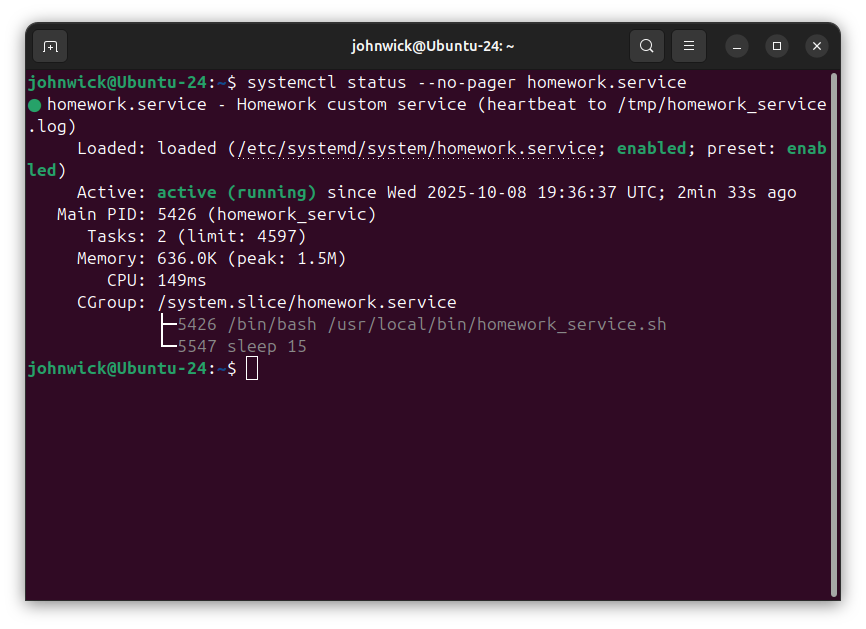 johnwick@Ubuntu-24: ~
johnwick@Ubuntu-24:~$ systemctl status --no-pager homework.service
● homework.service - Homework custom service (heartbeat to /tmp/homework_service
.log)
     Loaded: loaded (/etc/systemd/system/homework.service; enabled; preset: enab
led)
     Active: active (running) since Wed 2025-10-08 19:36:37 UTC; 2min 33s ago
   Main PID: 5426 (homework_servic)
      Tasks: 2 (limit: 4597)
     Memory: 636.0K (peak: 1.5M)
        CPU: 149ms
     CGroup: /system.slice/homework.service
             ├─5426 /bin/bash /usr/local/bin/homework_service.sh
             └─5547 sleep 15
johnwick@Ubuntu-24:~$